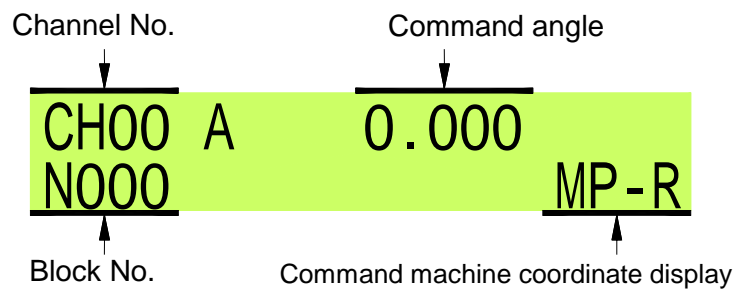 Channel No. Command angle
CH00 A 0.000
N000 MP-R
Block No. Command machine coordinate display